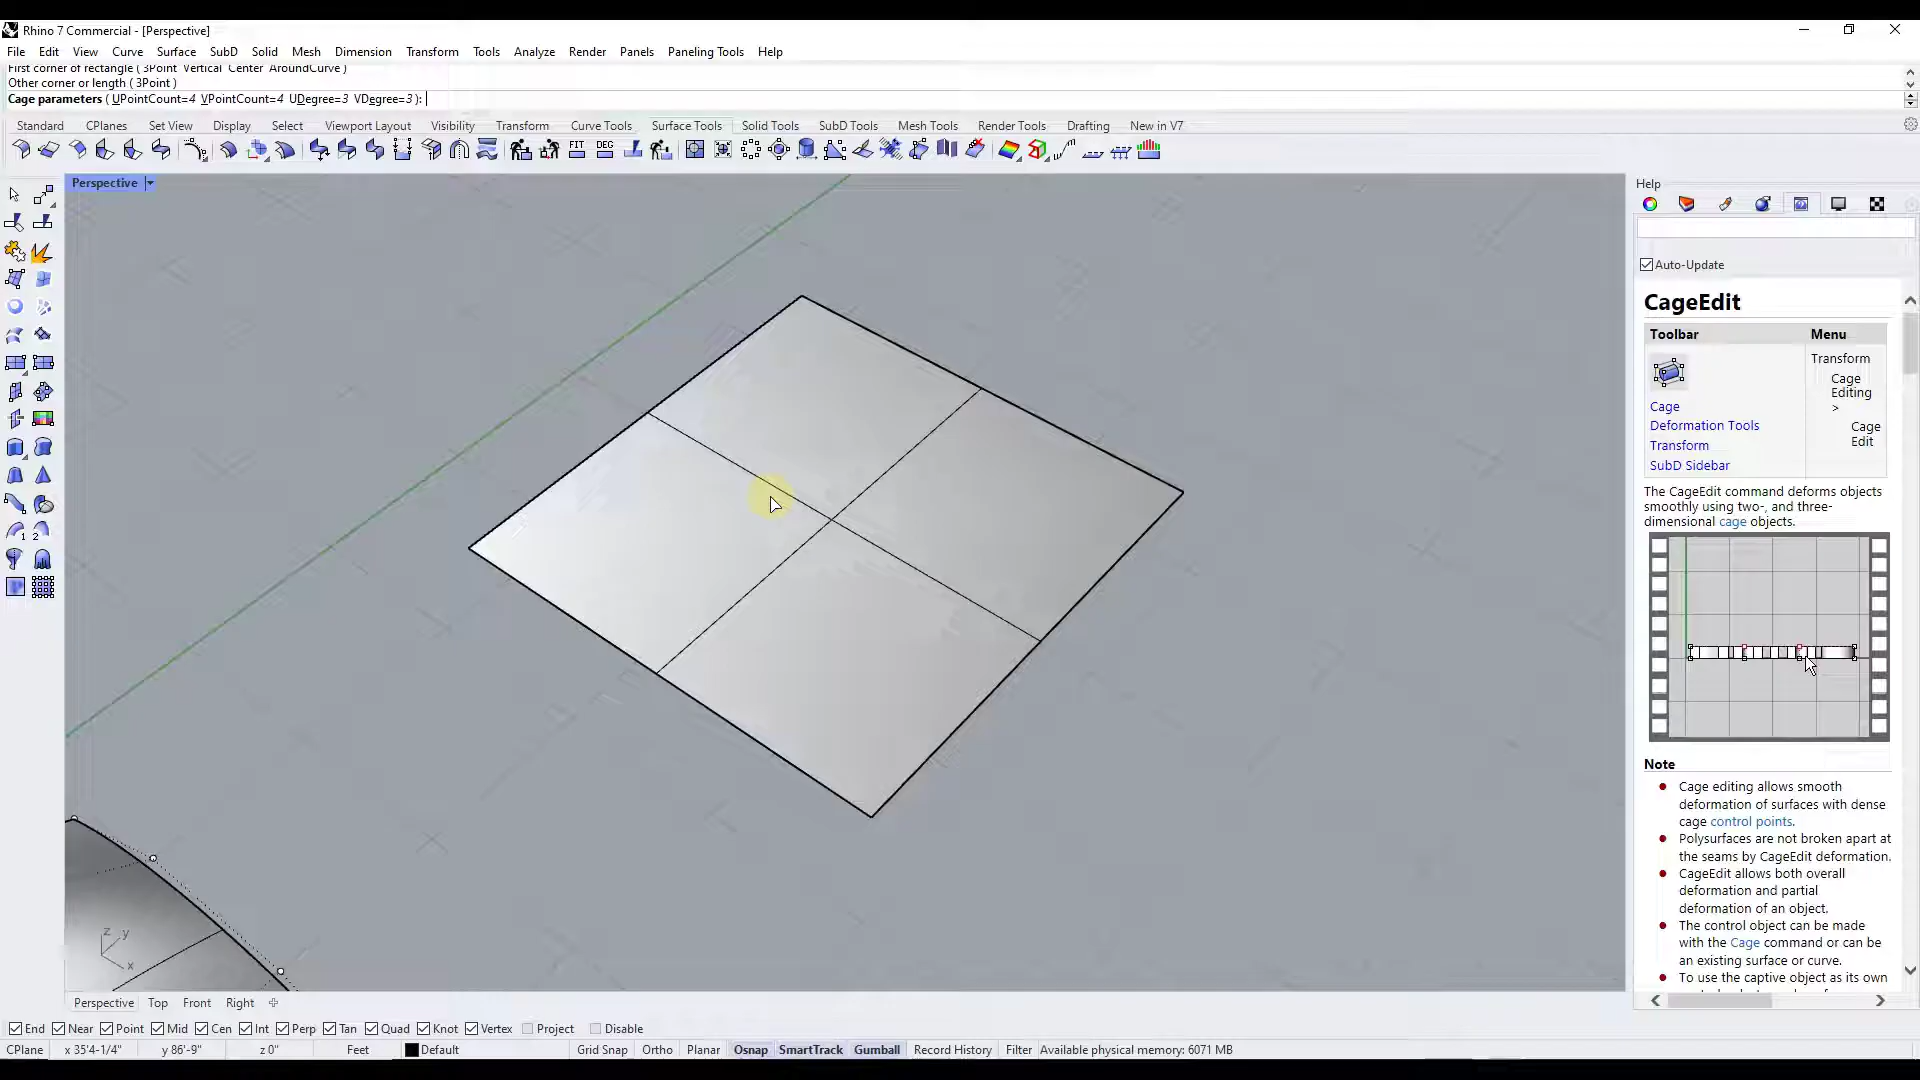 Rhino 7 Commercial - [Perspective]
File Edit View Curve Surface SubD Solid Mesh Dimension Transform Tools Analyze Render Panels Paneling Tools Help
First corner of rectangle ( 3Point Vertical Center AroundCurve )
Other corner or length ( 3Point )
Cage parameters ( UPointCount=4 VPointCount=4 UDegree=3 VDegree=3 ):
Standard CPlanes Set View Display Select Viewport Layout Visibility Transform Curve Tools Surface Tools Solid Tools SubD Tools Mesh Tools Render Tools Drafting New in V7
FIT DEG
Perspective
1 2
z y
x
Help
Auto-Update
CageEdit
Toolbar Menu
Transform
Cage
Editing
>
Cage
Edit
Cage
Deformation Tools
Transform
SubD Sidebar
The CageEdit command deforms objects
smoothly using two-, and three-
dimensional cage objects.
Note
Cage editing allows smooth
deformation of surfaces with dense
cage control points.
Polysurfaces are not broken apart at
the seams by CageEdit deformation.
CageEdit allows both overall
deformation and partial
deformation of an object.
The control object can be made
with the Cage command or can be
an existing surface or curve.
To use the captive object as its own
Perspective Top Front Right
End Near Point Mid Cen Int Perp Tan Quad Knot Vertex Project Disable
CPlane x 35'4-1/4" y 86'-9" z 0" Feet Default Grid Snap Ortho Planar Osnap SmartTrack Gumball Record History Filter Available physical memory: 6071 MB